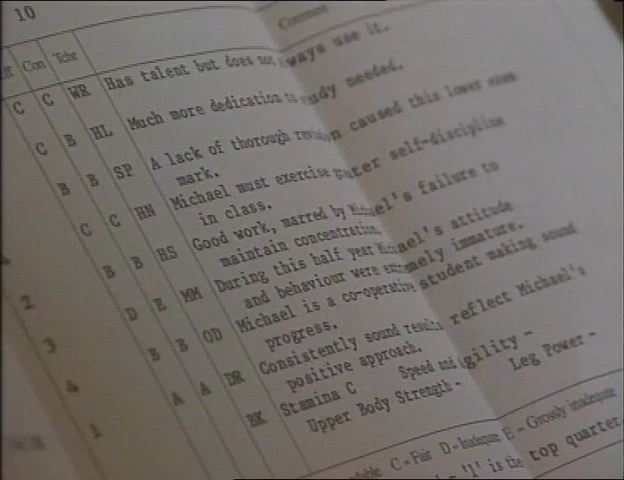 10
Eff Con Tchr Comment
C C WR Has talent but does not always use it.
C B HL Much more dedication to study needed.
B B SP A lack of thorough revision caused this lower exam
mark.
C C HN Michael must exercise greater self-discipline
in class.
B B HS Good work, marred by Michael's failure to
maintain concentration.
2 D E MM During this half year Michael's attitude
and behaviour were extremely immature.
3 B B OD Michael is a co-operative student making sound
progress.
4 A A DR Consistently sound results reflect Michael's
positive approach.
1 BK Stamina C Speed and agility -
Upper Body Strength - Leg Power -
C - Fair D - Inadequate E - Grossly inadequate
'1' is the top quarter